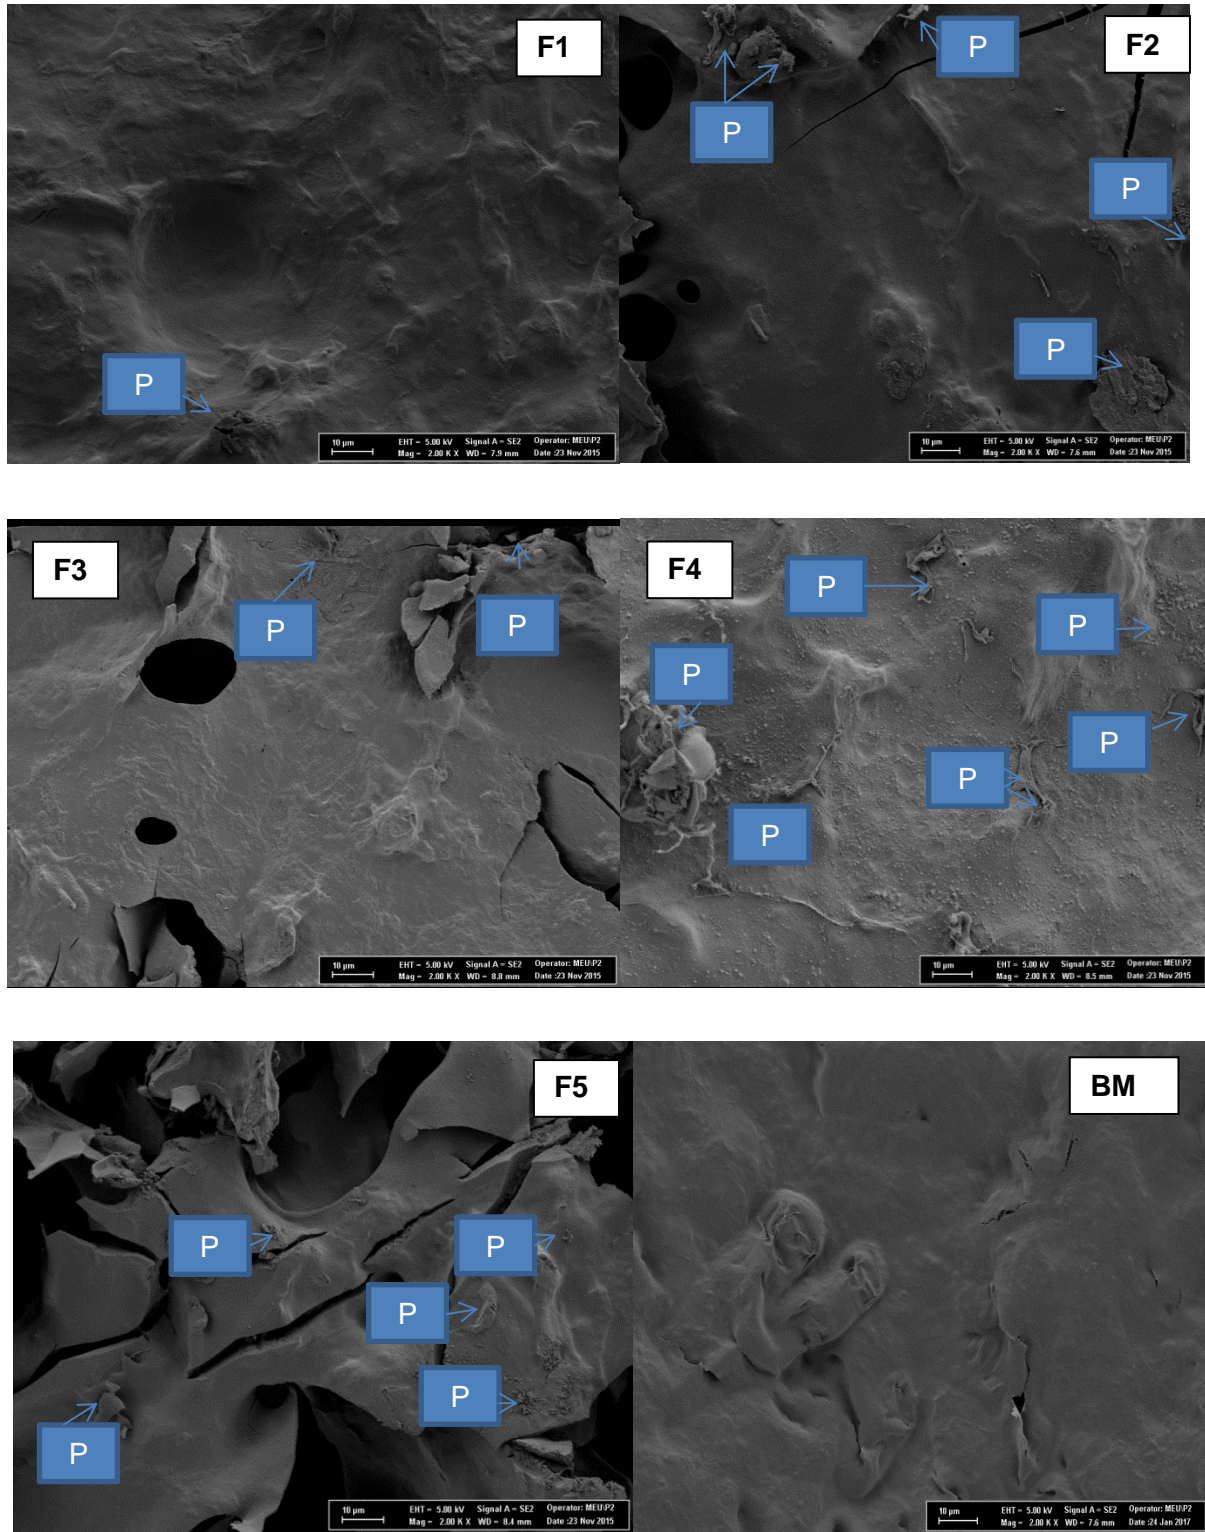 F1
P
10 µm
EHT = 5.00 kV Signal A = SE2 Operator: MEU\P2
Mag = 2.00 K X WD = 7.9 mm Date :23 Nov 2015
F2
P
P
P
P
10 µm
EHT = 5.00 kV Signal A = SE2 Operator: MEU\P2
Mag = 2.00 K X WD = 7.6 mm Date :23 Nov 2015
F3
P
P
10 µm
EHT = 5.00 kV Signal A = SE2 Operator: MEU\P2
Mag = 2.00 K X WD = 8.8 mm Date :23 Nov 2015
F4
P
P
P
P
P
P
10 µm
EHT = 5.00 kV Signal A = SE2 Operator: MEU\P2
Mag = 2.00 K X WD = 8.5 mm Date :23 Nov 2015
F5
P
P
P
P
P
10 µm
EHT = 5.00 kV Signal A = SE2 Operator: MEU\P2
Mag = 2.00 K X WD = 8.4 mm Date :23 Nov 2015
BM
10 µm
EHT = 5.00 kV Signal A = SE2 Operator: MEU\P2
Mag = 2.00 K X WD = 7.6 mm Date :24 Jan 2017